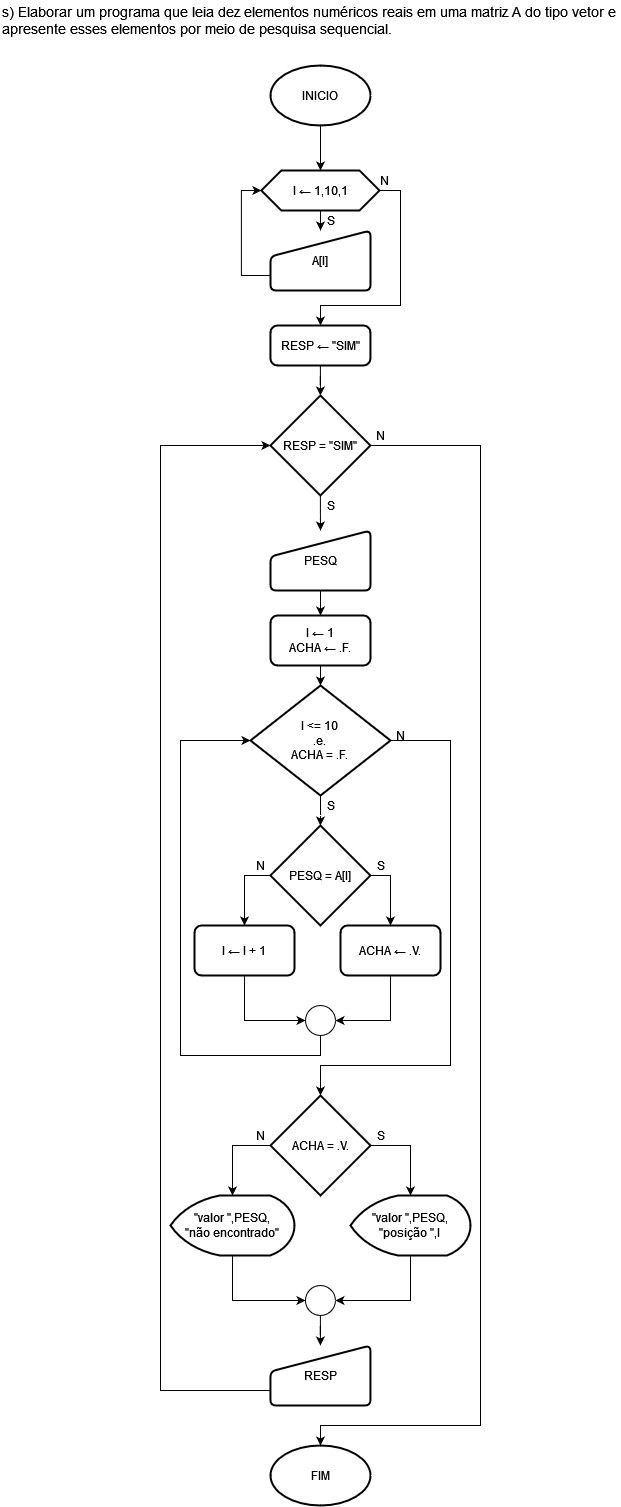 s) Elaborar um programa que leia dez elementos numéricos reais em uma matriz A do tipo vetor e
apresente esses elementos por meio de pesquisa sequencial.
INICIO
I ← 1,10,1
N
S
A[I]
RESP ← "SIM"
RESP = "SIM"
N
S
PESQ
I ← 1
ACHA ← .F.
I <= 10
.e.
ACHA = .F.
N
S
PESQ = A[I]
N
S
I ← I + 1
ACHA ← .V.
ACHA = .V.
N
S
"valor ",PESQ,
"não encontrado"
"valor ",PESQ,
"posição ",I
RESP
FIM